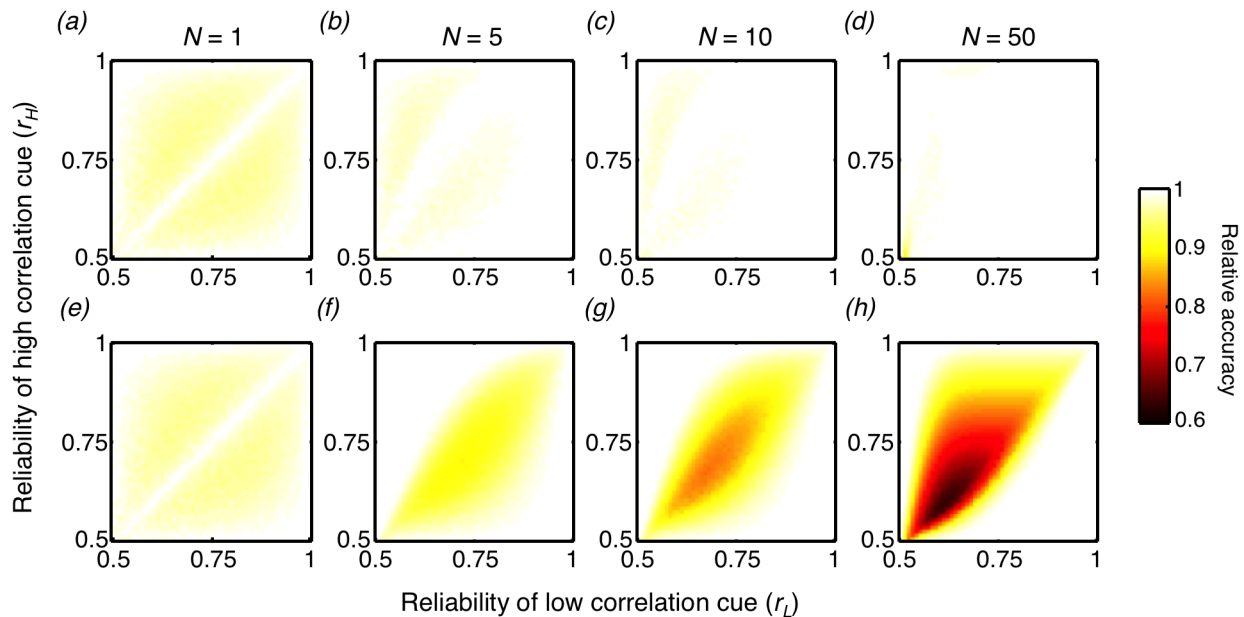 (a) (b) (c) (d)
N = 1 N = 5 N = 10 N = 50
1 1 1 1
0.75 0.75 0.75 0.75
0.5 0.5 0.5 0.5
0.5 0.75 1 0.5 0.75 1 0.5 0.75 1 0.5 0.75 1
(e) (f) (g) (h)
1 1 1 1
0.75 0.75 0.75 0.75
0.5 0.5 0.5 0.5
0.5 0.75 1 0.5 0.75 1 0.5 0.75 1 0.5 0.75 1
Reliability of high correlation cue (r_H)
Reliability of low correlation cue (r_L)
1
0.9
0.8
0.7
0.6
Relative accuracy